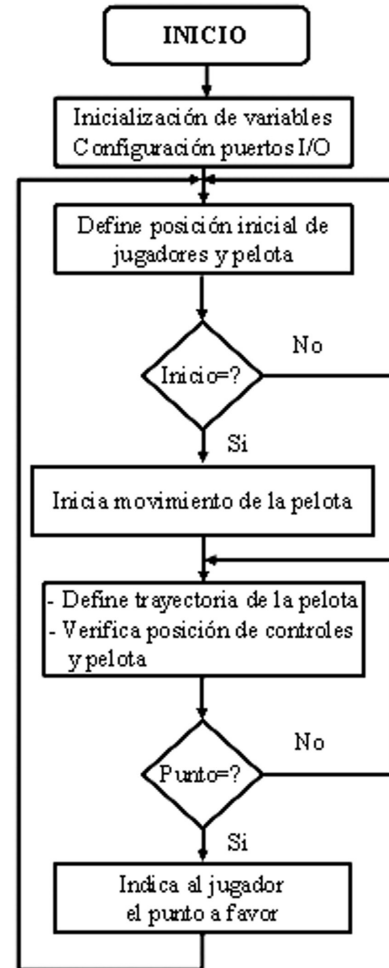 INICIO
Inicialización de variables
Configuración puertos I/O
Define posición inicial de
jugadores y pelota
Inicio=?
No
Si
Inicia movimiento de la pelota
- Define trayectoria de la pelota
- Verifica posición de controles
y pelota
Punto=?
No
Si
Indica al jugador
el punto a favor